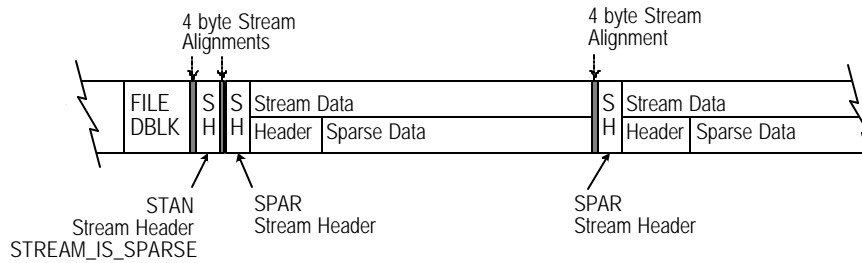 4 byte Stream
Alignments
4 byte Stream
Alignment
FILE
DBLK
S
H
S
H
Stream Data
Header
Sparse Data
S
H
Stream Data
Header
Sparse Data
STAN
Stream Header
STREAM_IS_SPARSE
SPAR
Stream Header
SPAR
Stream Header